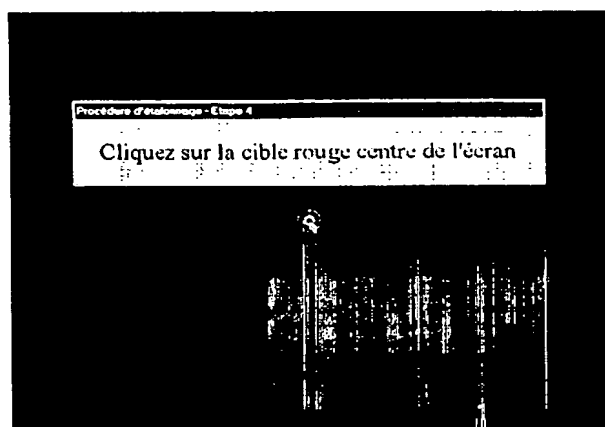 Procédure d'étalonnage - Etape 4
Cliquez sur la cible rouge centre de l'écran